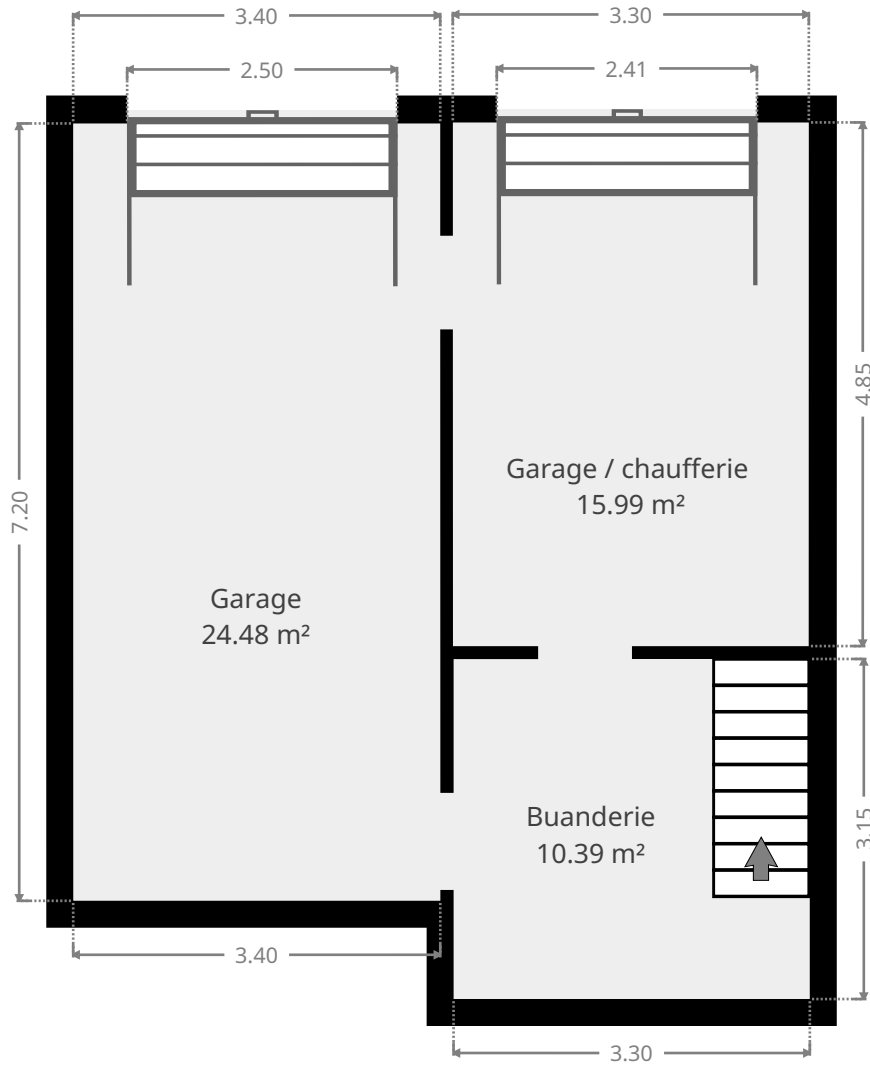 3.40
3.30
2.50
2.41
4.85
Garage / chaufferie
15.99 m²
7.20
Garage
24.48 m²
Buanderie
10.39 m²
3.15
3.40
3.30